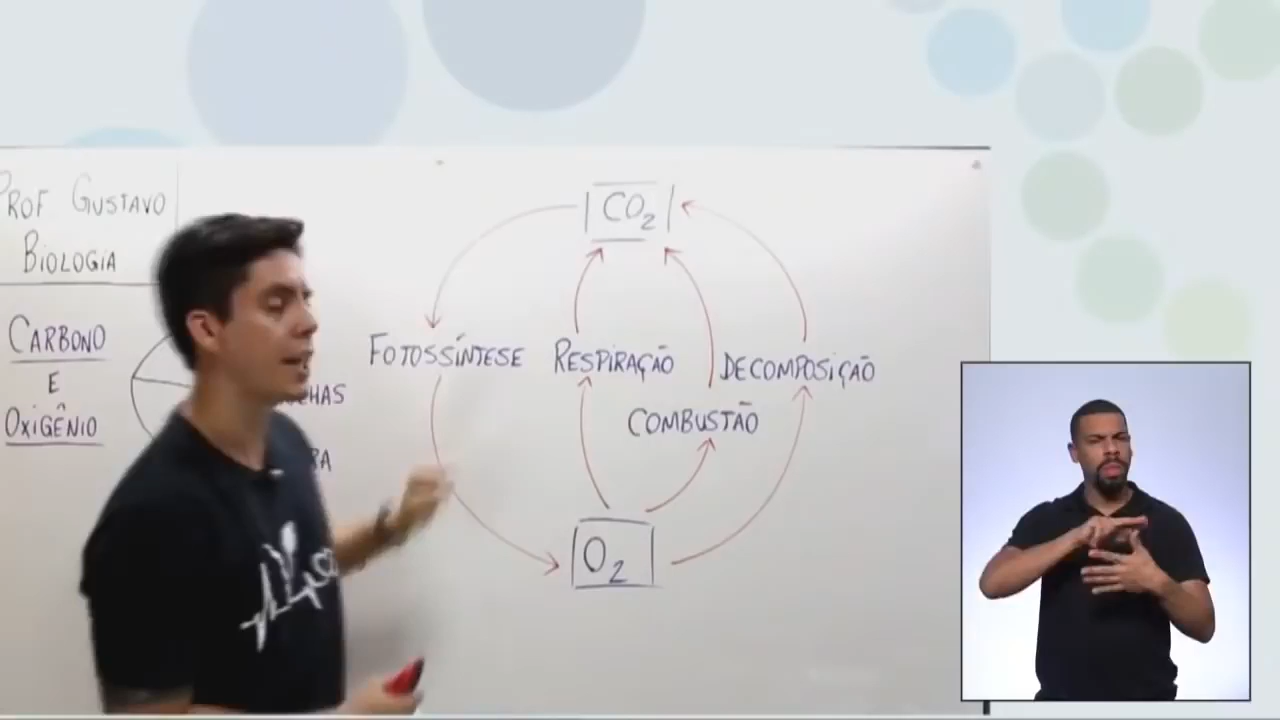 PROF GUSTAVO
BIOLOGIA
CARBONO
E
OXIGÊNIO
CO2
FOTOSSÍNTESE
RESPIRAÇÃO
DECOMPOSIÇÃO
COMBUSTÃO
O2